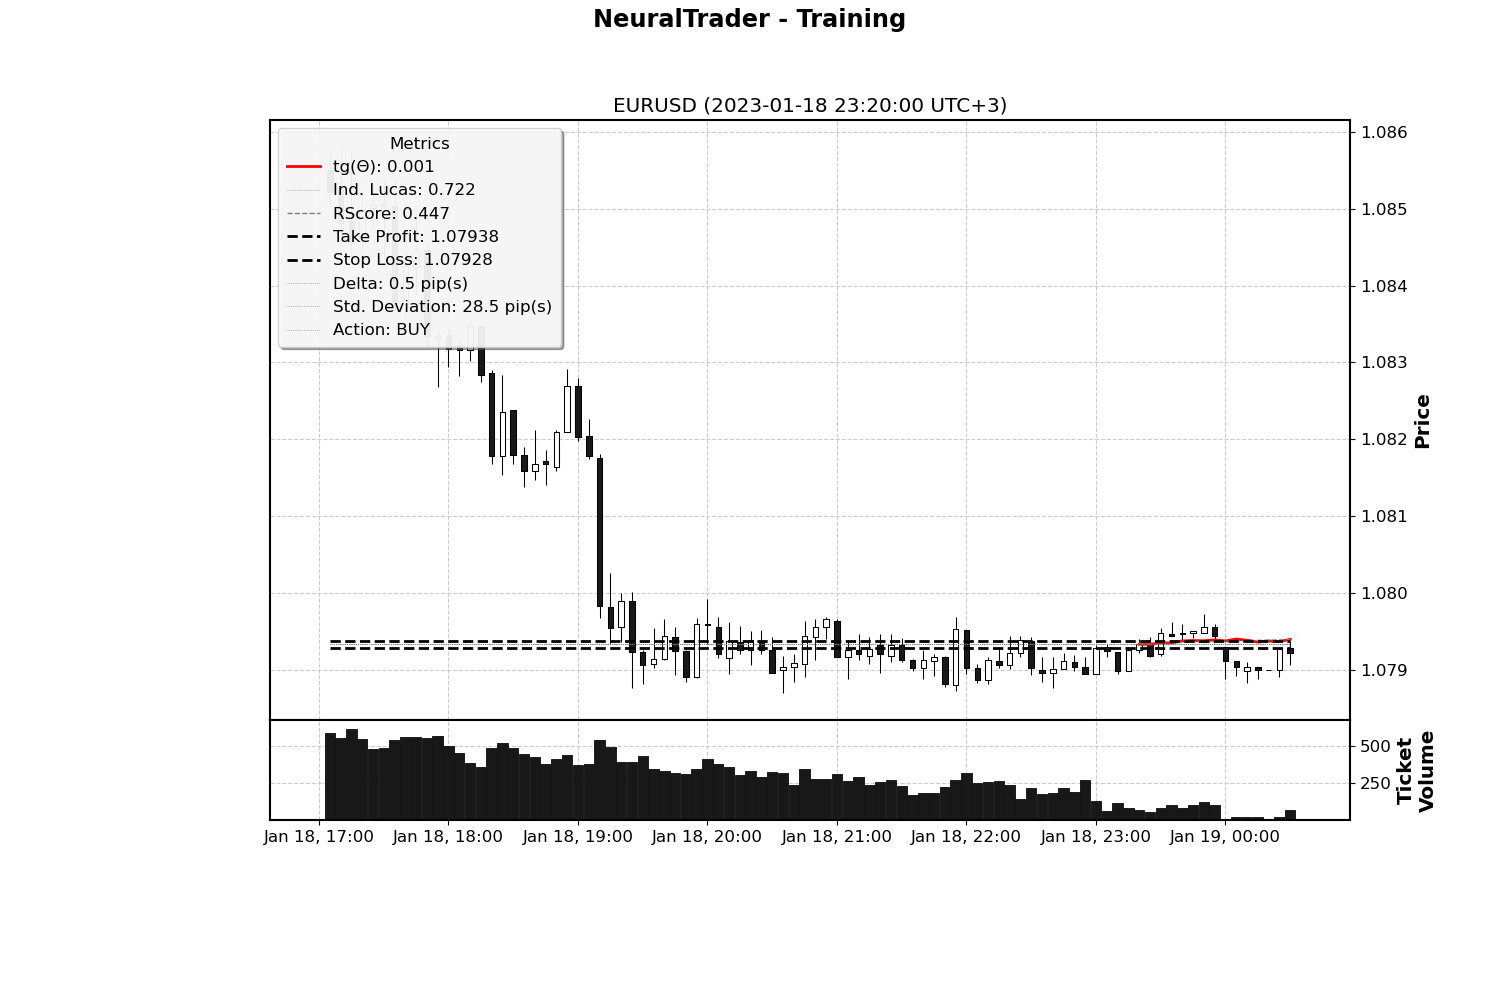 NeuralTrader - Training
EURUSD (2023-01-18 23:20:00 UTC+3)
Metrics
tg(Θ): 0.001
Ind. Lucas: 0.722
RScore: 0.447
Take Profit: 1.07938
Stop Loss: 1.07928
Delta: 0.5 pip(s)
Std. Deviation: 28.5 pip(s)
Action: BUY
1.086
1.085
1.084
1.083
1.082
1.081
1.080
1.079
Price
500
250
Ticket
Volume
Jan 18, 17:00
Jan 18, 18:00
Jan 18, 19:00
Jan 18, 20:00
Jan 18, 21:00
Jan 18, 22:00
Jan 18, 23:00
Jan 19, 00:00